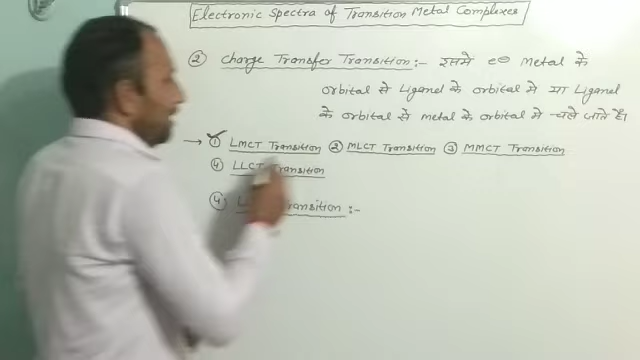 Electronic Spectra of Transition Metal Complexes
② Charge Transfer Transition :- इसमे e⊖ Metal के
orbital से Ligand के orbital मे या Ligand
के orbital से metal के orbital मे चले जाते हैं।
→ ① LMCT Transition ② MLCT Transition ③ MMCT Transition
④ LLCT Transition
④ L ransition :-